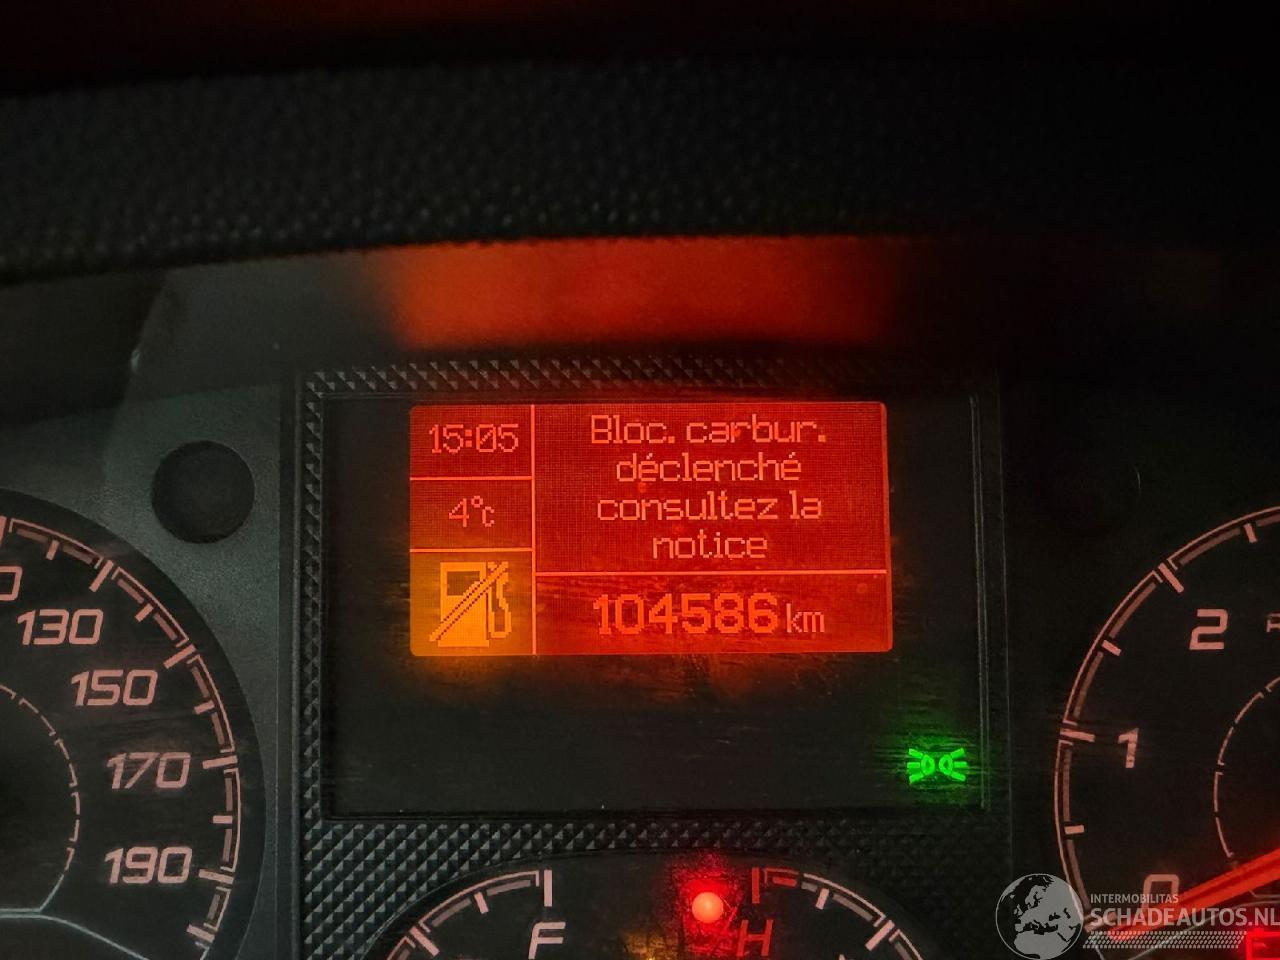 15:05
Bloc. carbur.
déclenché
consultez la
notice
4°c
104586 km
130
150
170
190
2
1
0
F
H
INTERMOBILITAS
SCHADEAUTOS.NL